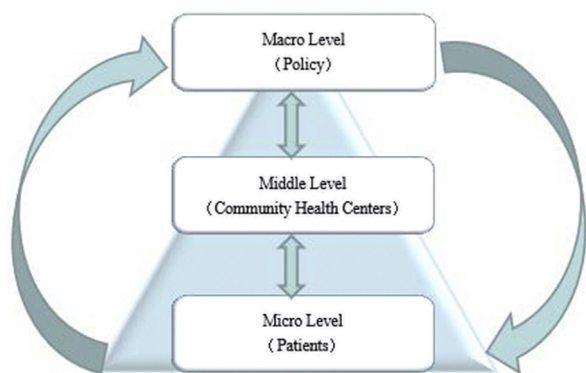 Macro Level
（Policy）
Middle Level
（Community Health Centers）
Micro Level
（Patients）